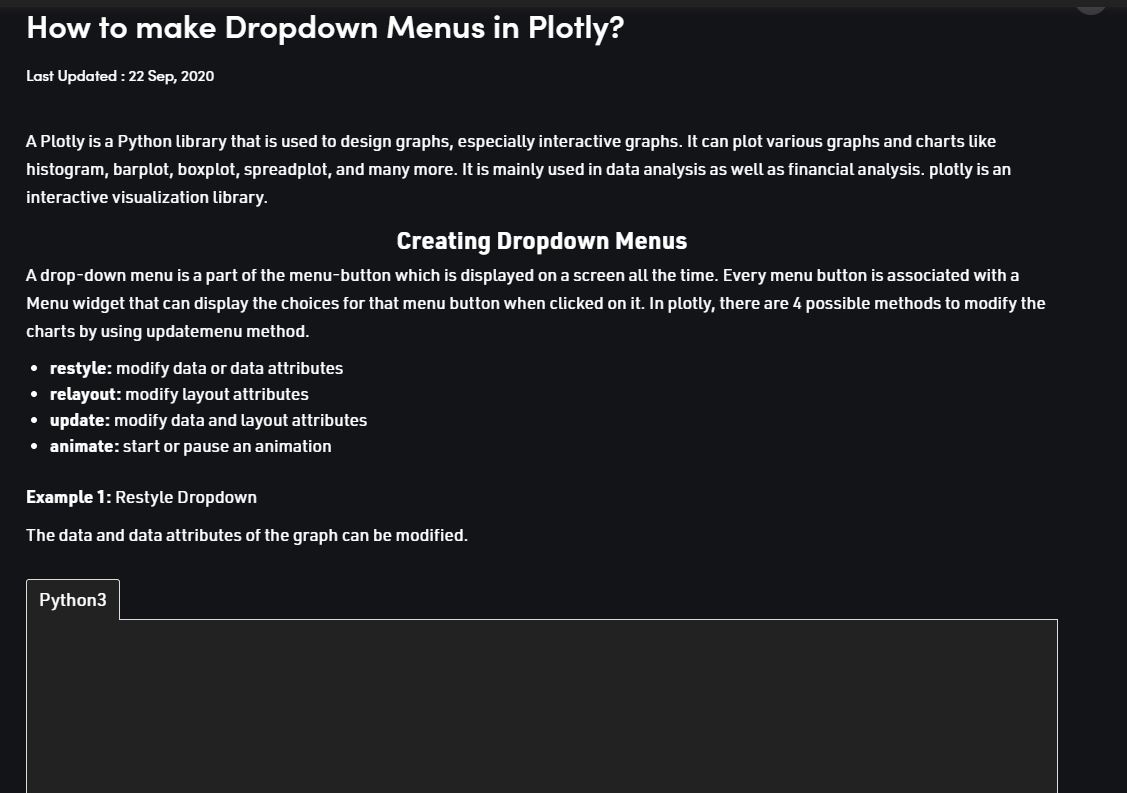 How to make Dropdown Menus in Plotly?
Last Updated : 22 Sep, 2020
A Plotly is a Python library that is used to design graphs, especially interactive graphs. It can plot various graphs and charts like
histogram, barplot, boxplot, spreadplot, and many more. It is mainly used in data analysis as well as financial analysis. plotly is an
interactive visualization library.
Creating Dropdown Menus
A drop-down menu is a part of the menu-button which is displayed on a screen all the time. Every menu button is associated with a
Menu widget that can display the choices for that menu button when clicked on it. In plotly, there are 4 possible methods to modify the
charts by using updatemenu method.
• restyle: modify data or data attributes
• relayout: modify layout attributes
• update: modify data and layout attributes
• animate: start or pause an animation
Example 1: Restyle Dropdown
The data and data attributes of the graph can be modified.
Python3